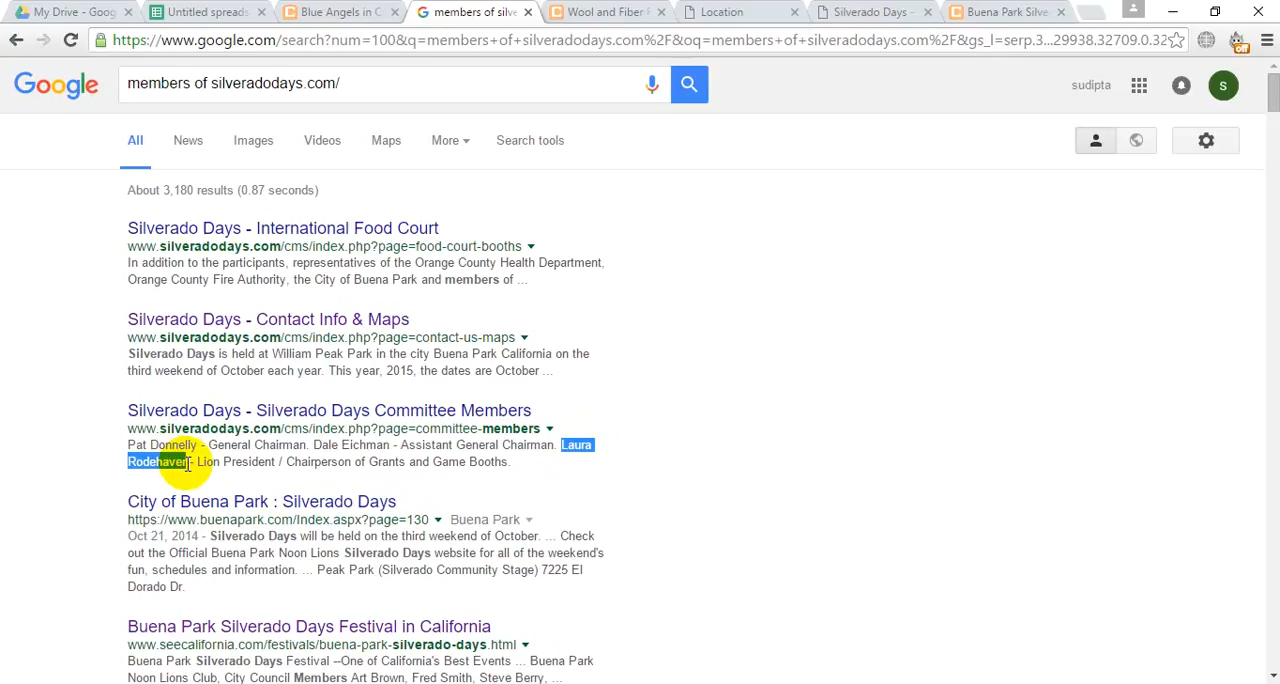 My Drive - Goog
Untitled spreads
Blue Angels in C
members of silve
Wool and Fiber F
Location
Silverado Days -
Buena Park Silve
https://www.google.com/search?num=100&q=members+of+silveradodays.com%2F&oq=members+of+silveradodays.com%2F&gs_l=serp.3...29938.32709.0.32
off
Google
members of silveradodays.com/
sudipta
S
All News Images Videos Maps More Search tools
About 3,180 results (0.87 seconds)
Silverado Days - International Food Court
www.silveradodays.com/cms/index.php?page=food-court-booths
In addition to the participants, representatives of the Orange County Health Department,
Orange County Fire Authority, the City of Buena Park and members of ...
Silverado Days - Contact Info & Maps
www.silveradodays.com/cms/index.php?page=contact-us-maps
Silverado Days is held at William Peak Park in the city Buena Park California on the
third weekend of October each year. This year, 2015, the dates are October ...
Silverado Days - Silverado Days Committee Members
www.silveradodays.com/cms/index.php?page=committee-members
Pat Donnelly - General Chairman. Dale Eichman - Assistant General Chairman. Laura
Rodehaver - Lion President / Chairperson of Grants and Game Booths.
City of Buena Park : Silverado Days
https://www.buenapark.com/Index.aspx?page=130 Buena Park
Oct 21, 2014 - Silverado Days will be held on the third weekend of October. ... Check
out the Official Buena Park Noon Lions Silverado Days website for all of the weekend's
fun, schedules and information. ... Peak Park (Silverado Community Stage) 7225 El
Dorado Dr.
Buena Park Silverado Days Festival in California
www.seecalifornia.com/festivals/buena-park-silverado-days.html
Buena Park Silverado Days Festival --One of California's Best Events ... Buena Park
Noon Lions Club, City Council Members Art Brown, Fred Smith, Steve Berry, ...